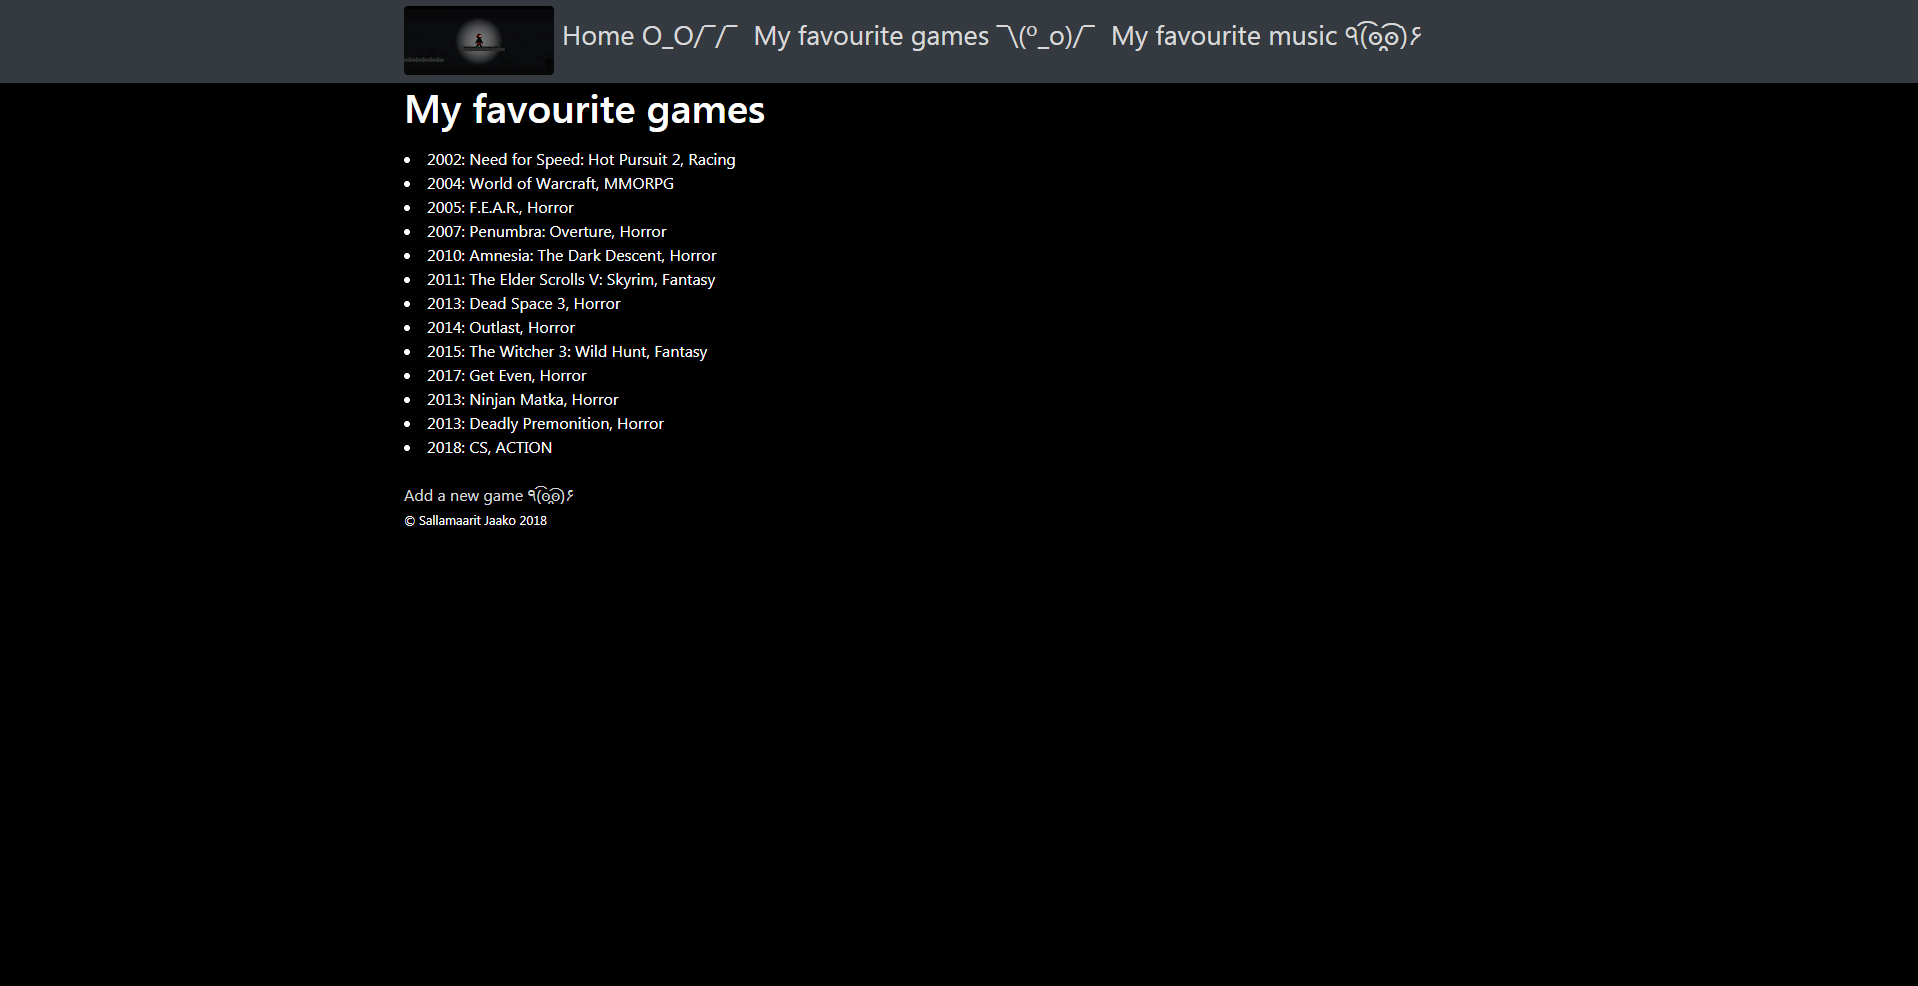 Home O_O/‾/‾ My favourite games ‾\(º_o)/‾ My favourite music ٩(͡๏̯͡๏)۶
My favourite games
2002: Need for Speed: Hot Pursuit 2, Racing
2004: World of Warcraft, MMORPG
2005: F.E.A.R., Horror
2007: Penumbra: Overture, Horror
2010: Amnesia: The Dark Descent, Horror
2011: The Elder Scrolls V: Skyrim, Fantasy
2013: Dead Space 3, Horror
2014: Outlast, Horror
2015: The Witcher 3: Wild Hunt, Fantasy
2017: Get Even, Horror
2013: Ninjan Matka, Horror
2013: Deadly Premonition, Horror
2018: CS, ACTION
Add a new game ٩(͡๏̯͡๏)۶
© Sallamaarit Jaako 2018